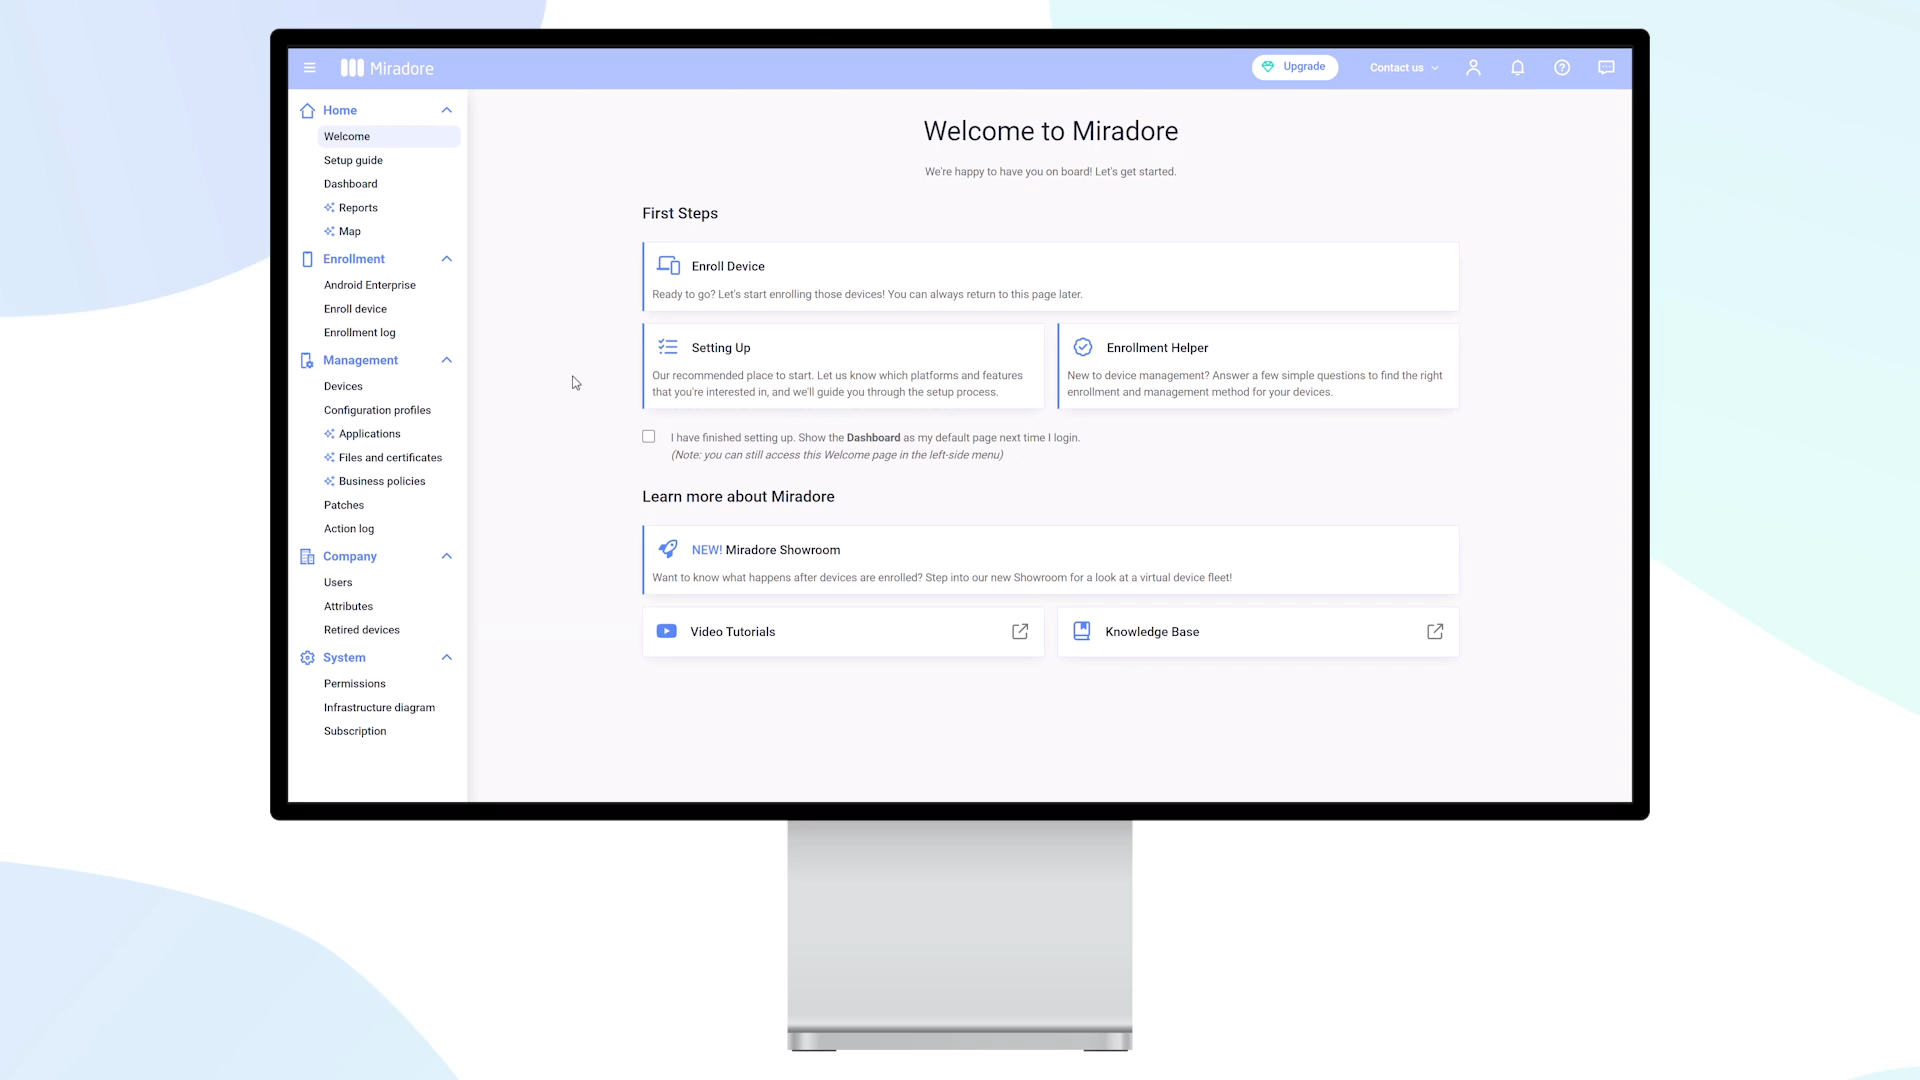 Miradore
Upgrade
Contact us
Home
Welcome
Setup guide
Dashboard
Reports
Map
Enrollment
Android Enterprise
Enroll device
Enrollment log
Management
Devices
Configuration profiles
Applications
Files and certificates
Business policies
Patches
Action log
Company
Users
Attributes
Retired devices
System
Permissions
Infrastructure diagram
Subscription
Welcome to Miradore
We're happy to have you on board! Let's get started.
First Steps
Enroll Device
Ready to go? Let's start enrolling those devices! You can always return to this page later.
Setting Up
Our recommended place to start. Let us know which platforms and features
that you're interested in, and we'll guide you through the setup process.
Enrollment Helper
New to device management? Answer a few simple questions to find the right
enrollment and management method for your devices.
I have finished setting up. Show the Dashboard as my default page next time I login.
(Note: you can still access this Welcome page in the left-side menu)
Learn more about Miradore
NEW! Miradore Showroom
Want to know what happens after devices are enrolled? Step into our new Showroom for a look at a virtual device fleet!
Video Tutorials
Knowledge Base